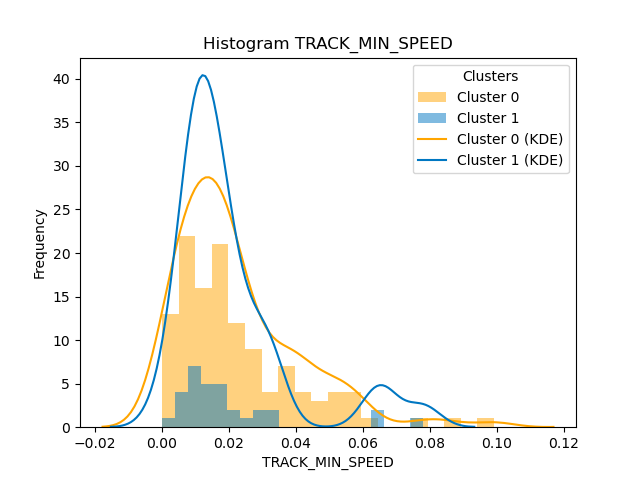 Histogram TRACK_MIN_SPEED
Clusters
Cluster 0
Cluster 1
Cluster 0 (KDE)
Cluster 1 (KDE)
Frequency
40
35
30
25
20
15
10
5
0
−0.02 0.00 0.02 0.04 0.06 0.08 0.10 0.12
TRACK_MIN_SPEED